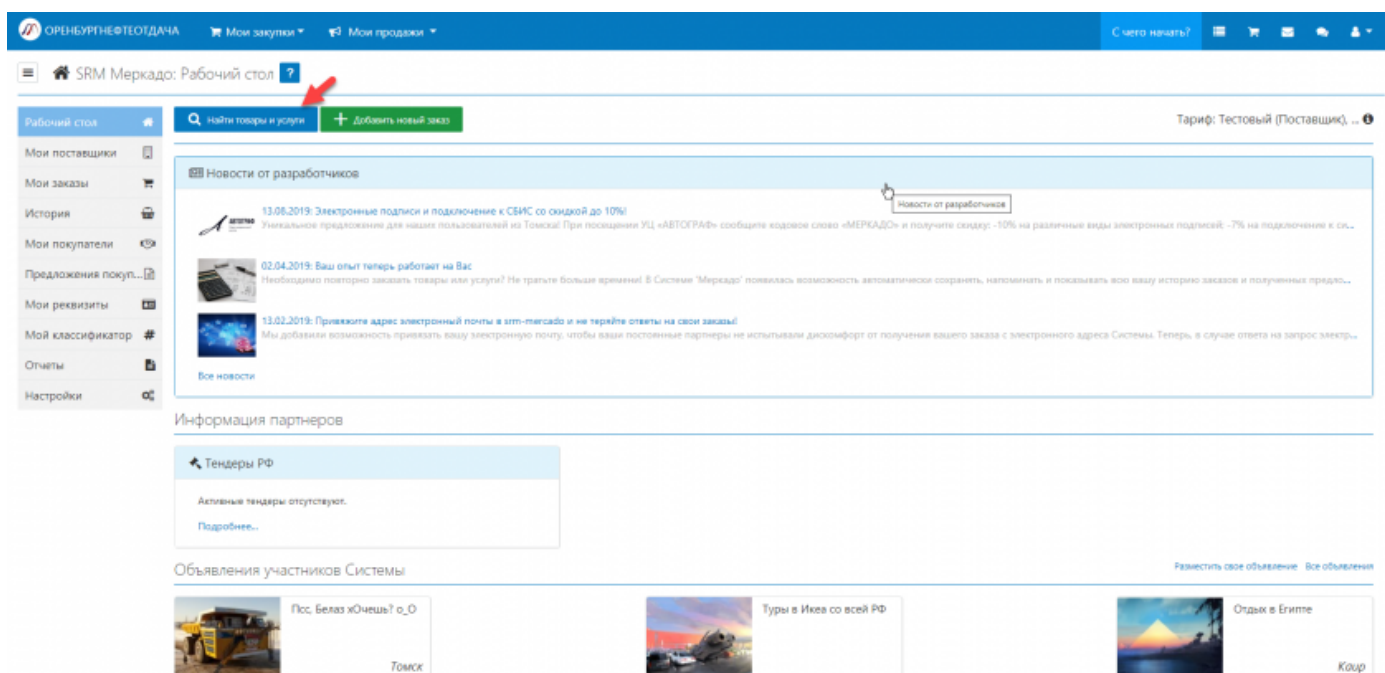 ОРЕНБУРГНЕФТЕОТДАЧА Мои закупки Мои продажи С чего начать?
SRM Меркадо: Рабочий стол ?
Рабочий стол
Мои поставщики
Мои заказы
История
Мои покупатели
Предложения покуп...
Мои реквизиты
Мой классификатор #
Отчеты
Настройки
Найти товары и услуги + Добавить новый заказ Тариф: Тестовый (Поставщик), ...
Новости от разработчиков
Новости от разработчиков
АВТОГРАФ
13.08.2019: Электронные подписи и подключение к СБИС со скидкой до 10%!
Уникальное предложение для наших пользователей из Томска! При посещении УЦ «АВТОГРАФ» сообщите кодовое слово «МЕРКАДО» и получите скидку: -10% на различные виды электронных подписей; -7% на подключение к си...
02.04.2019: Ваш опыт теперь работает на Вас
Необходимо повторно заказать товары или услуги? Не тратьте больше времени! В Системе 'Меркадо' появилась возможность автоматически сохранять, напоминать и показывать всю вашу историю заказов и полученных предло...
13.02.2019: Привяжите адрес электронный почты в srm-mercado и не теряйте ответы на свои заказы!
Мы добавили возможность привязать вашу электронную почту, чтобы ваши постоянные партнеры не испытывали дискомфорт от получения вашего заказа с электронного адреса Системы. Теперь, в случае ответа на запрос электр...
Все новости
Информация партнеров
Тендеры РФ
Активные тендеры отсутствуют.
Подробнее...
Объявления участников Системы Разместить свое объявление Все объявления
Псс, Белаз хОчешь? о_О
Томск
Туры в Икеа со всей РФ
Отдых в Египте
Каир